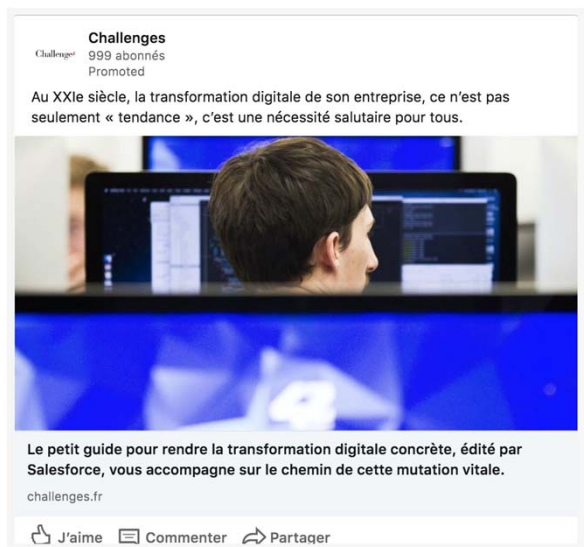 Challenges
Challenges
999 abonnés
Promoted
Au XXIe siècle, la transformation digitale de son entreprise, ce n’est pas
seulement « tendance », c’est une nécessité salutaire pour tous.
Le petit guide pour rendre la transformation digitale concrète, édité par
Salesforce, vous accompagne sur le chemin de cette mutation vitale.
challenges.fr
J’aime Commenter Partager